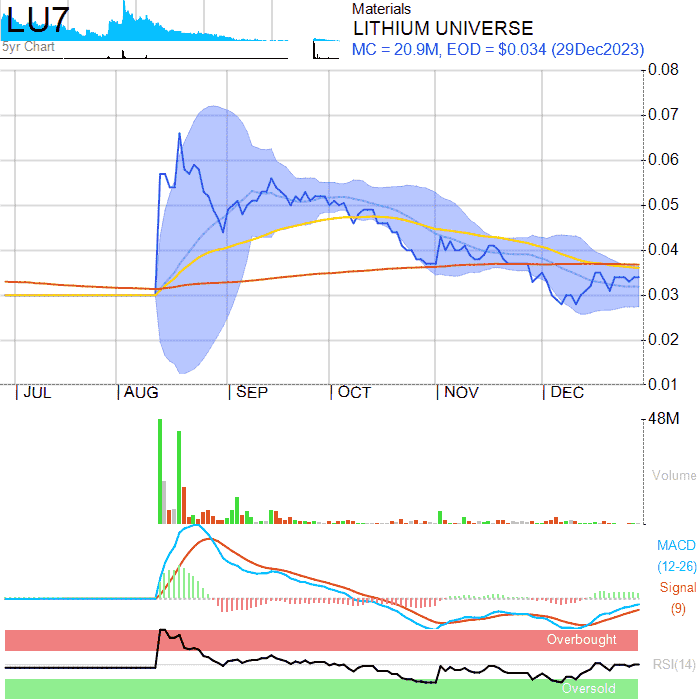 LU7
5yr Chart
Materials
LITHIUM UNIVERSE
MC = 20.9M, EOD = $0.034 (29Dec2023)
0.08
0.07
0.06
0.05
0.04
0.03
0.02
0.01
JUL AUG SEP OCT NOV DEC
48M
Volume
MACD
(12-26)
Signal
(9)
Overbought
RSI(14)
Oversold